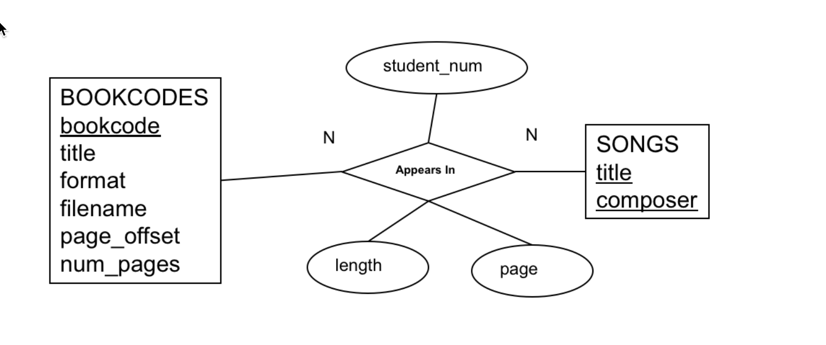 student_num
BOOKCODES
bookcode
title
format
filename
page_offset
num_pages
N
Appears In
N
SONGS
title
composer
length
page